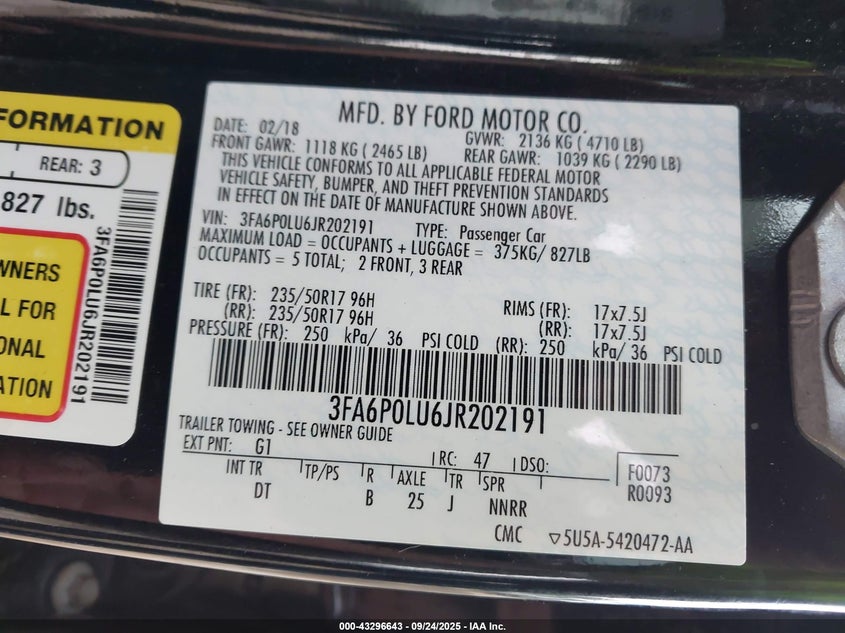 FORMATION
REAR: 3
827 lbs.
WNERS
AL FOR
ONAL
ATION
3FA6P0LU6JR202191
MFD. BY FORD MOTOR CO.
DATE: 02/18
GVWR: 2136 KG ( 4710 LB)
FRONT GAWR: 1118 KG ( 2465 LB)
REAR GAWR: 1039 KG ( 2290 LB)
THIS VEHICLE CONFORMS TO ALL APPLICABLE FEDERAL MOTOR
VEHICLE SAFETY, BUMPER, AND THEFT PREVENTION STANDARDS
IN EFFECT ON THE DATE OF MANUFACTURE SHOWN ABOVE.
VIN: 3FA6P0LU6JR202191 TYPE: Passenger Car
MAXIMUM LOAD = OCCUPANTS + LUGGAGE = 375KG/ 827LB
OCCUPANTS = 5 TOTAL; 2 FRONT, 3 REAR
TIRE (FR): 235/50R17 96H RIMS (FR): 17x7.5J
(RR): 235/50R17 96H (RR): 17x7.5J
PRESSURE (FR): 250 kPa/ 36 PSI COLD (RR): 250 kPa/ 36 PSI COLD
3FA6P0LU6JR202191
TRAILER TOWING - SEE OWNER GUIDE
EXT PNT: G1 RC: 47 DSO:
F0073
R0093
INT TR TP/PS R AXLE TR SPR
DT B 25 J NNRR
CMC ▽5U5A-5420472-AA
000-43296643 - 09/24/2025 - IAA Inc.